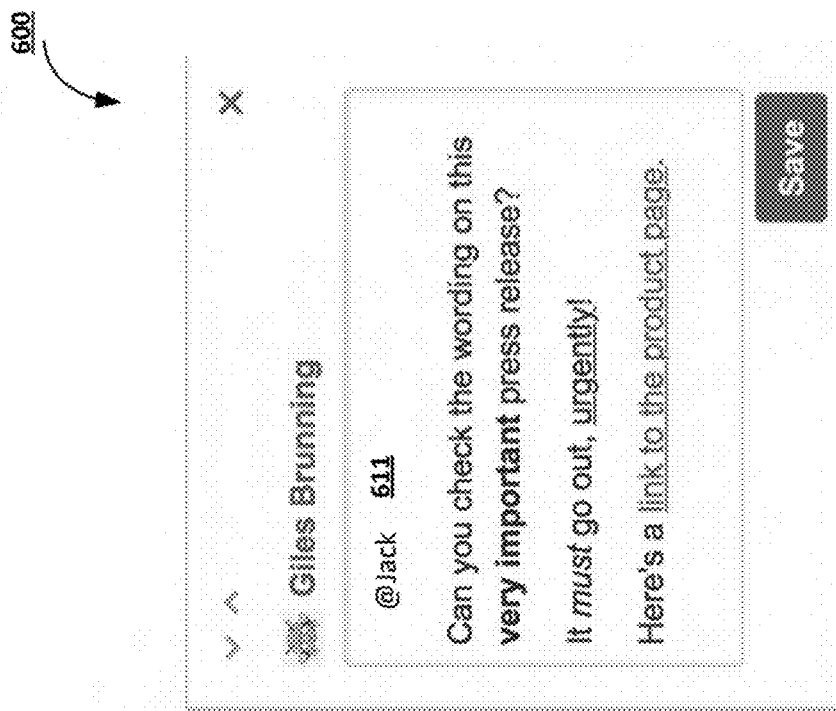 600
Giles Brunning
@Jack 611
Can you check the wording on this
very important press release?
It must go out, urgently!
Here's a link to the product page.
Save